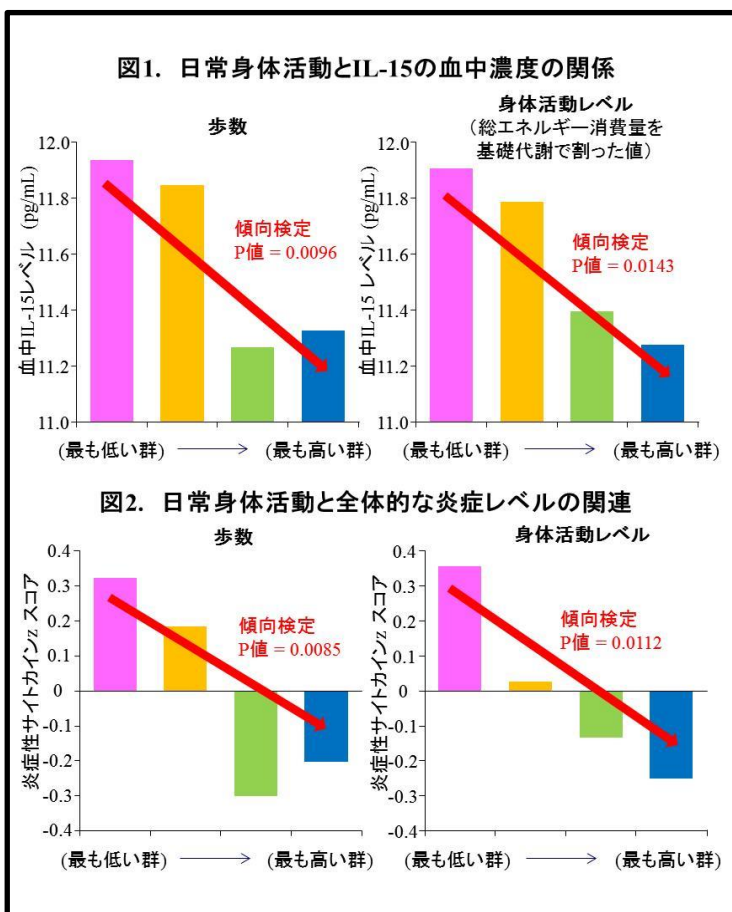 図1. 日常身体活動とIL-15の血中濃度の関係
歩数
血中IL-15レベル (pg/mL)
12.0
11.8
11.6
11.4
11.2
11.0
傾向検定
P値 = 0.0096
(最も低い群)
(最も高い群)
身体活動レベル
(総エネルギー消費量を
基礎代謝で割った値)
血中IL-15 レベル (pg/mL)
12.0
11.8
11.6
11.4
11.2
11.0
傾向検定
P値 = 0.0143
(最も低い群)
(最も高い群)
図2. 日常身体活動と全体的な炎症レベルの関連
歩数
炎症性サイトカインz スコア
0.4
0.3
0.2
0.1
0
-0.1
-0.2
-0.3
-0.4
傾向検定
P値 = 0.0085
(最も低い群)
(最も高い群)
身体活動レベル
炎症性サイトカインz スコア
0.4
0.3
0.2
0.1
0
-0.1
-0.2
-0.3
-0.4
傾向検定
P値 = 0.0112
(最も低い群)
(最も高い群)